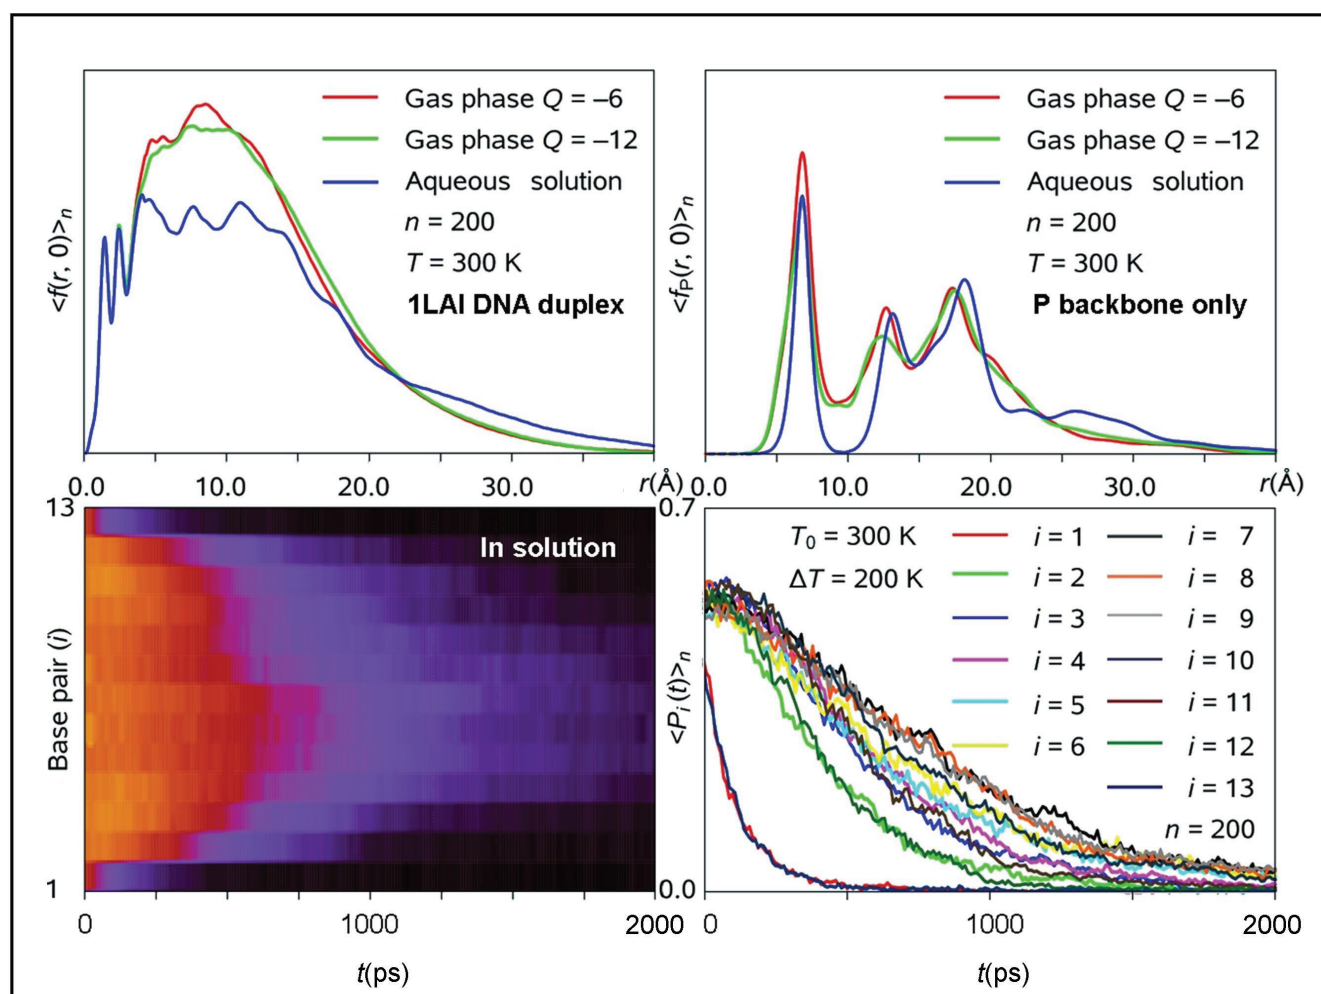 Gas phase Q = –6
Gas phase Q = –12
Aqueous solution
n = 200
T = 300 K
1LAI DNA duplex
<f(r, 0)>n
0.0 10.0 20.0 30.0 r(Å)
Gas phase Q = –6
Gas phase Q = –12
Aqueous solution
n = 200
T = 300 K
P backbone only
<fP(r, 0)>n
0.0 10.0 20.0 30.0 r(Å)
13
In solution
Base pair (i)
1
0 1000 2000
t(ps)
0.7
T0 = 300 K
ΔT = 200 K
i = 1
i = 2
i = 3
i = 4
i = 5
i = 6
i = 7
i = 8
i = 9
i = 10
i = 11
i = 12
i = 13
n = 200
<Pi(t)>n
0.0
0 1000 2000
t(ps)